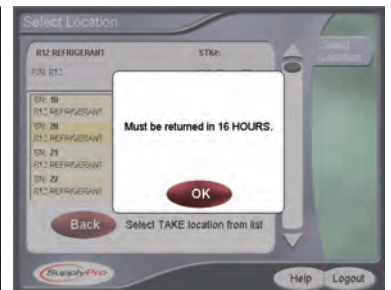 Select Location
Select
Location
R12 REFRIGERANT STK#:
P/N: R12
SN: 19
R12 REFRIGERANT
SN: 20
R12 REFRIGERANT
SN: 21
R12 REFRIGERANT
SN: 22
R12 REFRIGERANT
Must be returned in 16 HOURS.
OK
Back
Select TAKE location from list
SupplyPro
Help
Logout